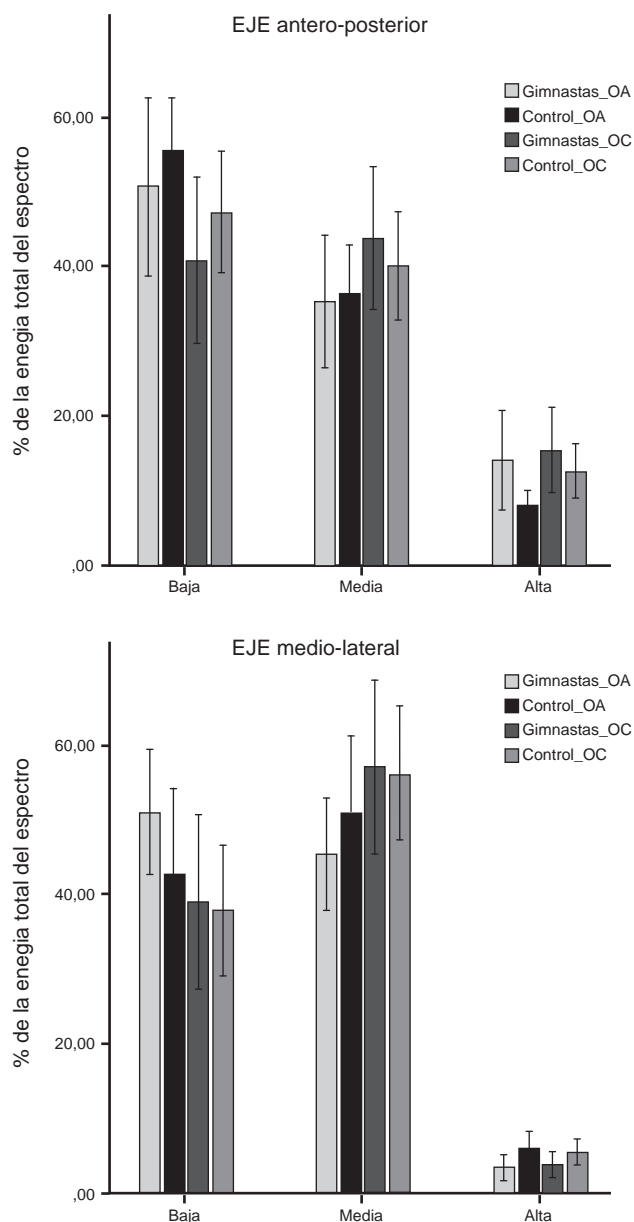 EJE antero-posterior
Gimnastas_OA
Control_OA
Gimnastas_OC
Control_OC
% de la enegia total del espectro
60,00
40,00
20,00
,00
Baja Media Alta
EJE medio-lateral
Gimnastas_OA
Control_OA
Gimnastas_OC
Control_OC
% de la enegia total del espectro
60,00
40,00
20,00
,00
Baja Media Alta